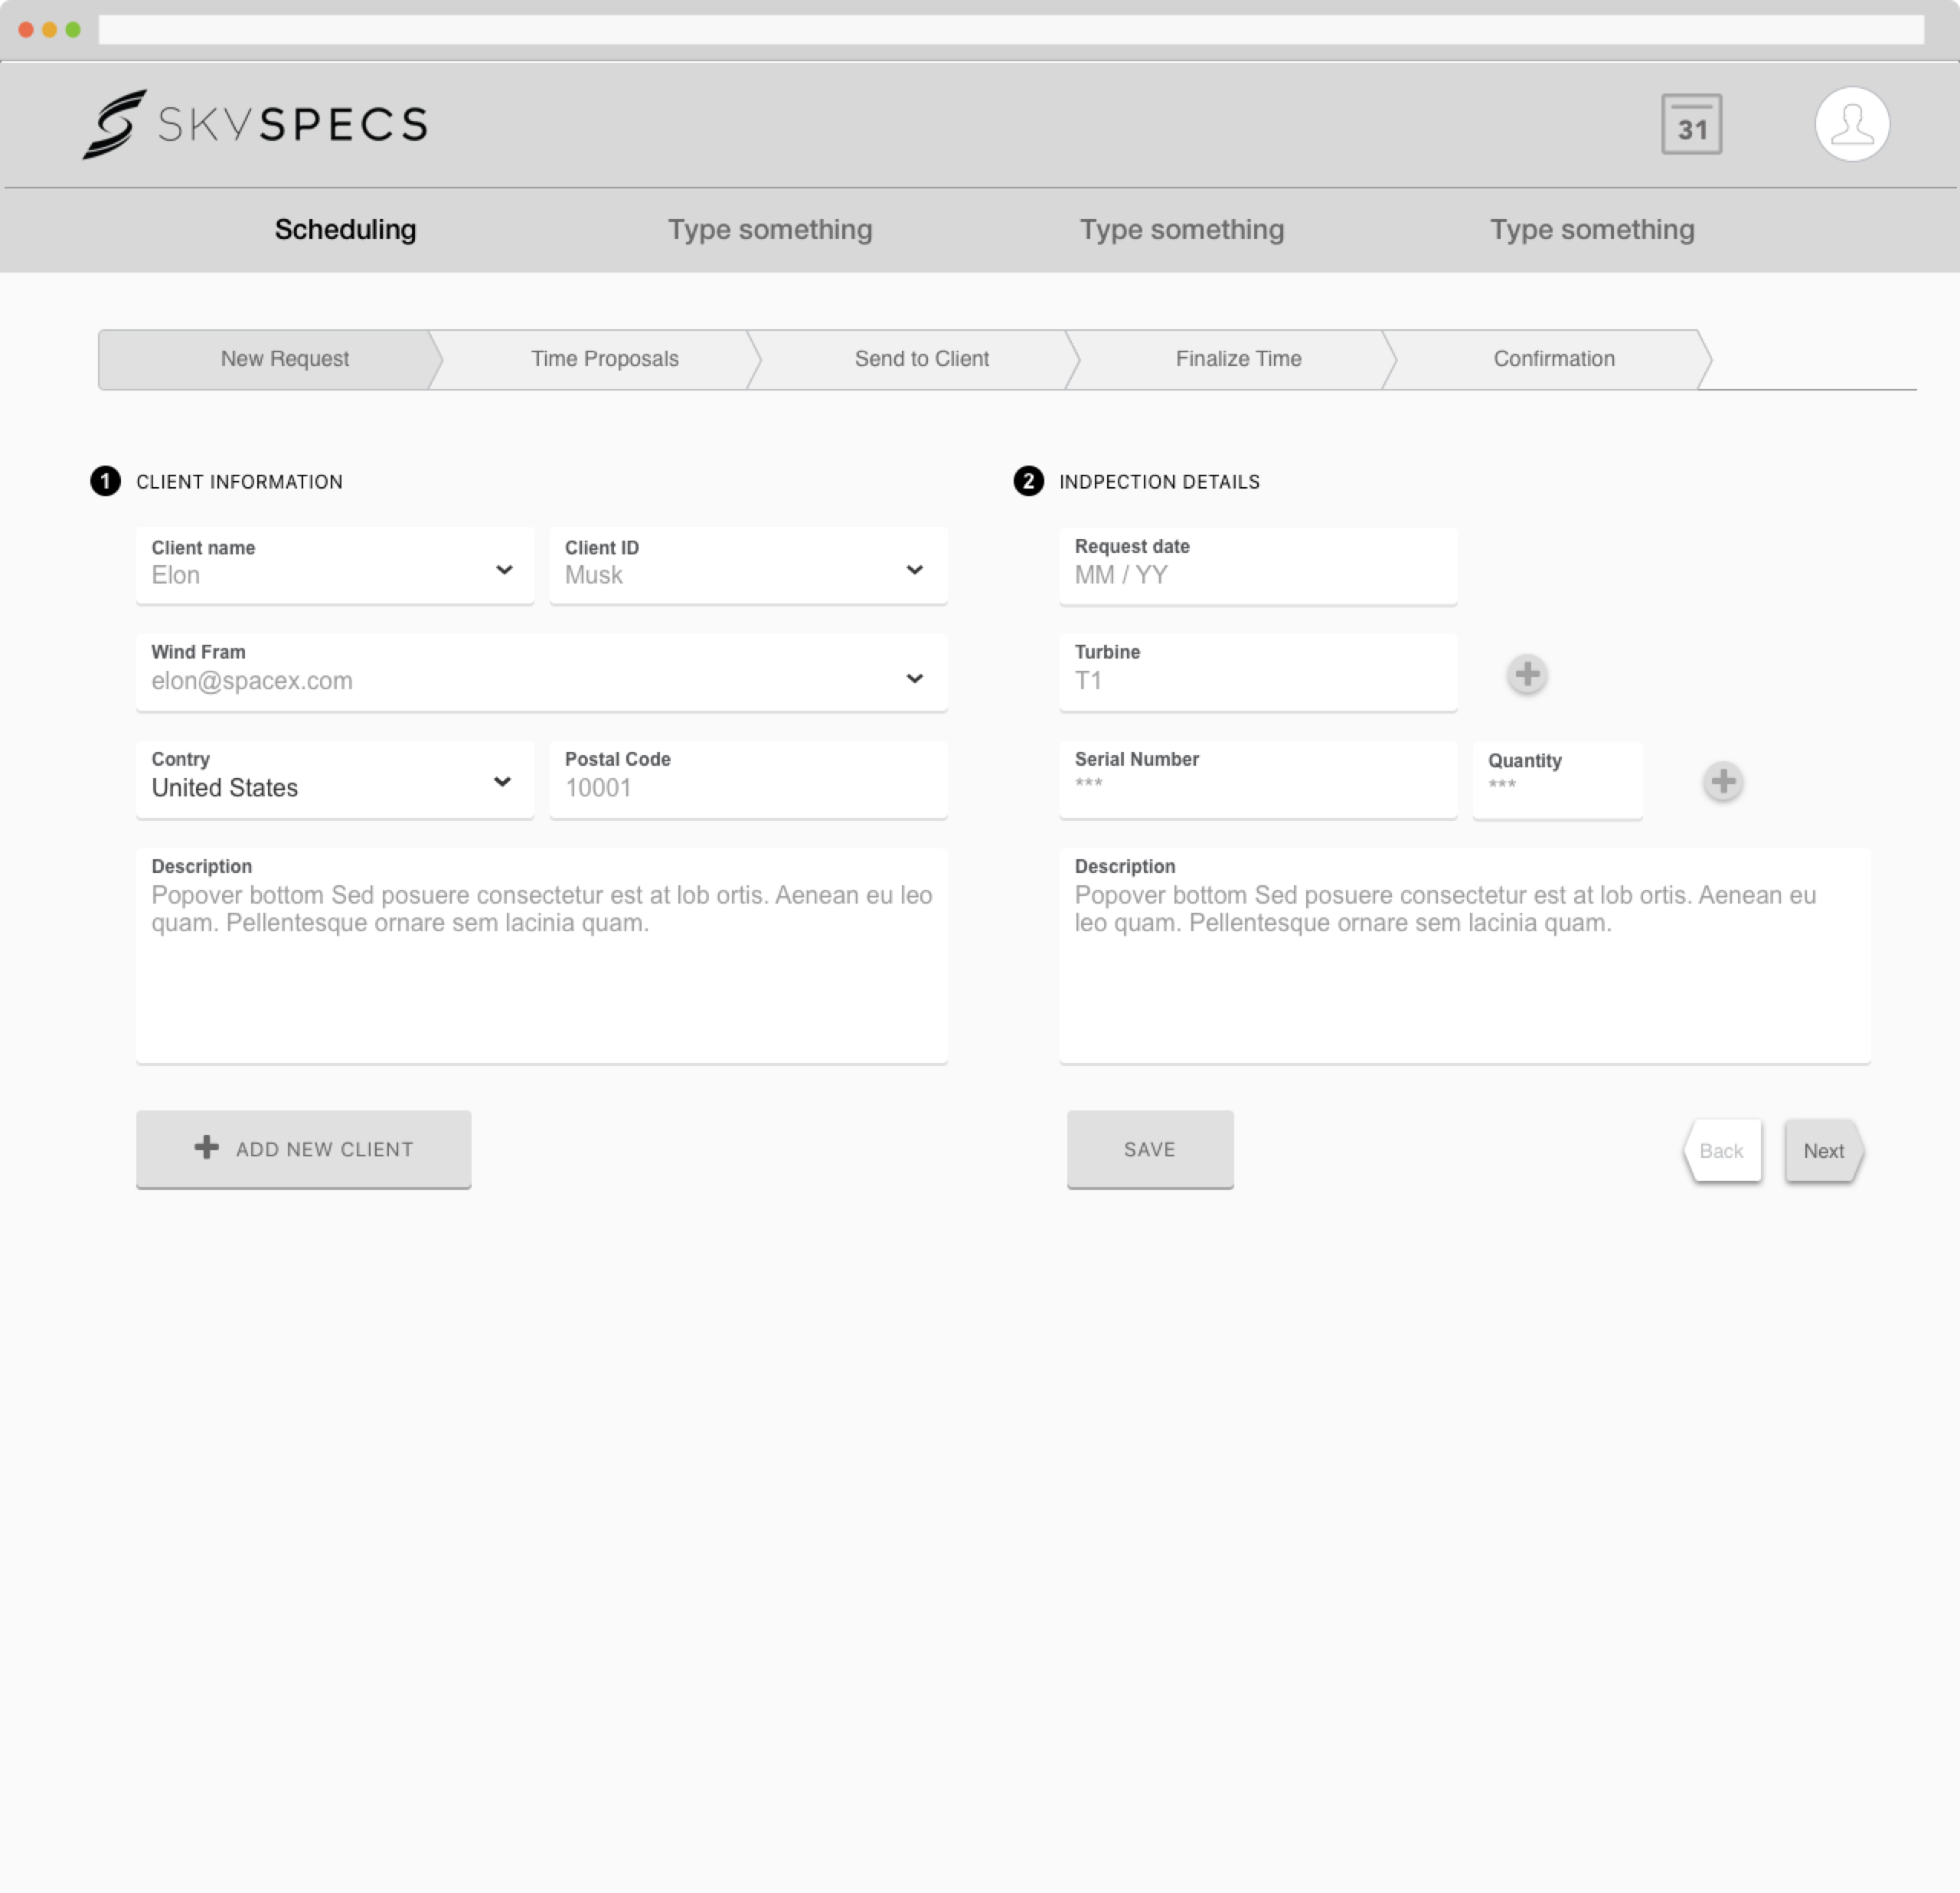 SKYSPECS
31
Scheduling Type something Type something Type something
New Request Time Proposals Send to Client Finalize Time Confirmation
1 CLIENT INFORMATION
Client name
Elon
Client ID
Musk
Wind Fram
elon@spacex.com
Contry
United States
Postal Code
10001
Description
Popover bottom Sed posuere consectetur est at lob ortis. Aenean eu leo
quam. Pellentesque ornare sem lacinia quam.
+ ADD NEW CLIENT
2 INDPECTION DETAILS
Request date
MM / YY
Turbine
T1
Serial Number
***
Quantity
***
Description
Popover bottom Sed posuere consectetur est at lob ortis. Aenean eu
leo quam. Pellentesque ornare sem lacinia quam.
SAVE
Back
Next